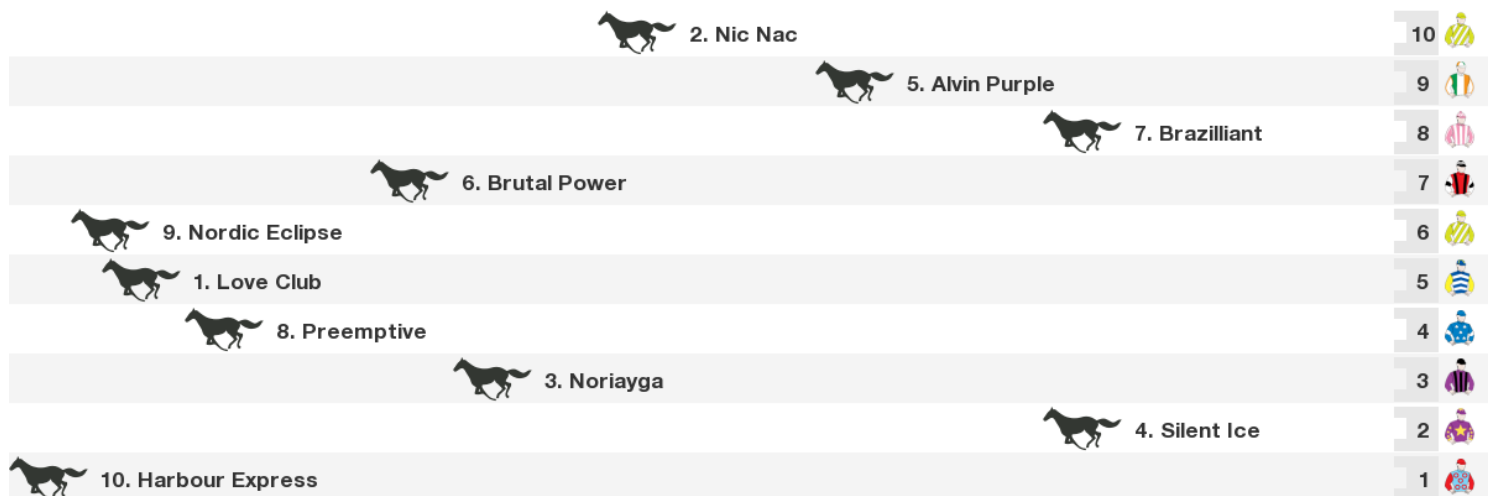 2. Nic Nac 10
5. Alvin Purple 9
7. Brazilliant 8
6. Brutal Power 7
9. Nordic Eclipse 6
1. Love Club 5
8. Preemptive 4
3. Noriayga 3
4. Silent Ice 2
10. Harbour Express 1